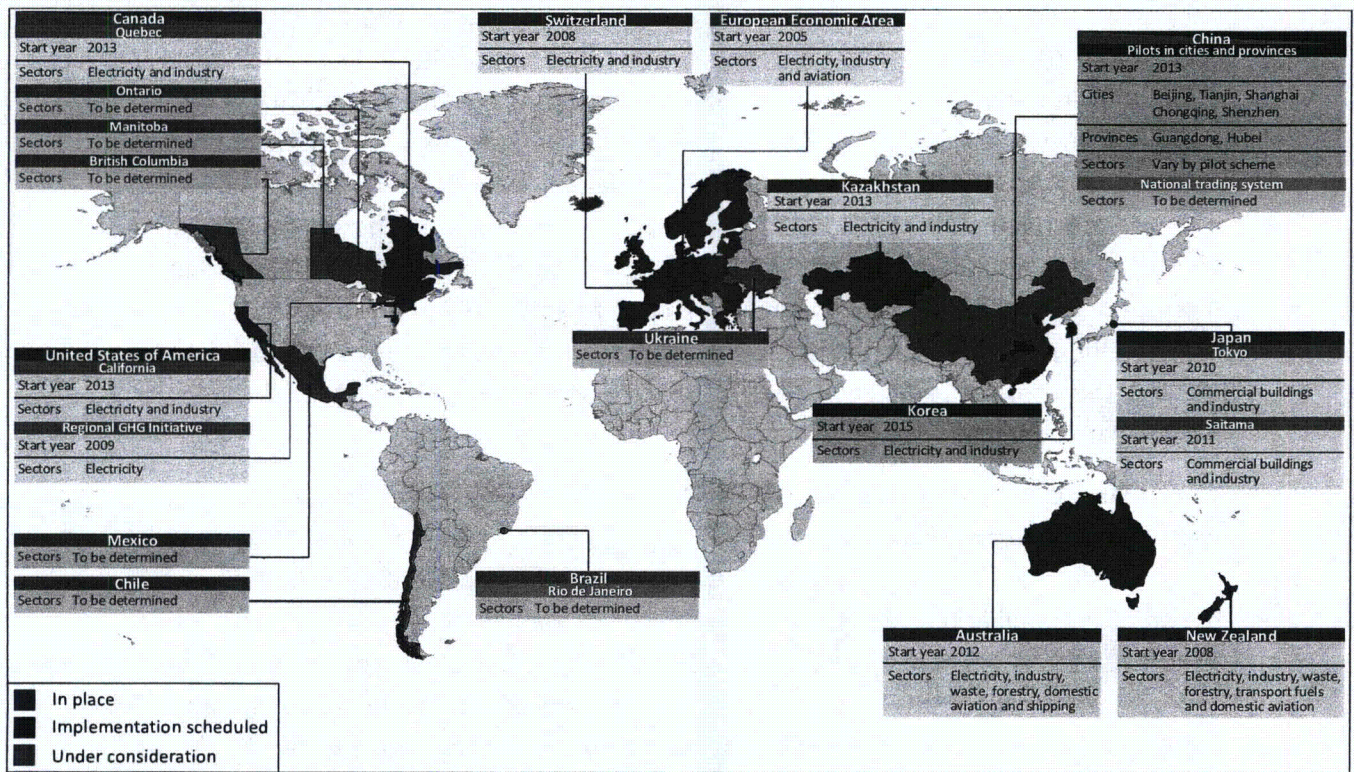 Canada
Quebec
Start year 2013
Sectors Electricity and industry
Ontario
Sectors To be determined
Manitoba
Sectors To be determined
British Columbia
Sectors To be determined
Switzerland
Start year 2008
Sectors Electricity and industry
European Economic Area
Start year 2005
Sectors Electricity, industry
and aviation
China
Pilots in cities and provinces
Start year 2013
Cities Beijing, Tianjin, Shanghai
Chongqing, Shenzhen
Provinces Guangdong, Hubei
Sectors Vary by pilot scheme
National trading system
Sectors To be determined
Kazakhstan
Start year 2013
Sectors Electricity and industry
Ukraine
Sectors To be determined
United States of America
California
Start year 2013
Sectors Electricity and industry
Regional GHG Initiative
Start year 2009
Sectors Electricity
Japan
Tokyo
Start year 2010
Sectors Commercial buildings
and industry
Saitama
Start year 2011
Sectors Commercial buildings
and industry
Korea
Start year 2015
Sectors Electricity and industry
Mexico
Sectors To be determined
Chile
Sectors To be determined
Brazil
Rio de Janeiro
Sectors To be determined
Australia
Start year 2012
Sectors Electricity, industry,
waste, forestry, domestic
aviation and shipping
New Zealand
Start year 2008
Sectors Electricity, industry, waste,
forestry, transport fuels
and domestic aviation
In place
Implementation scheduled
Under consideration